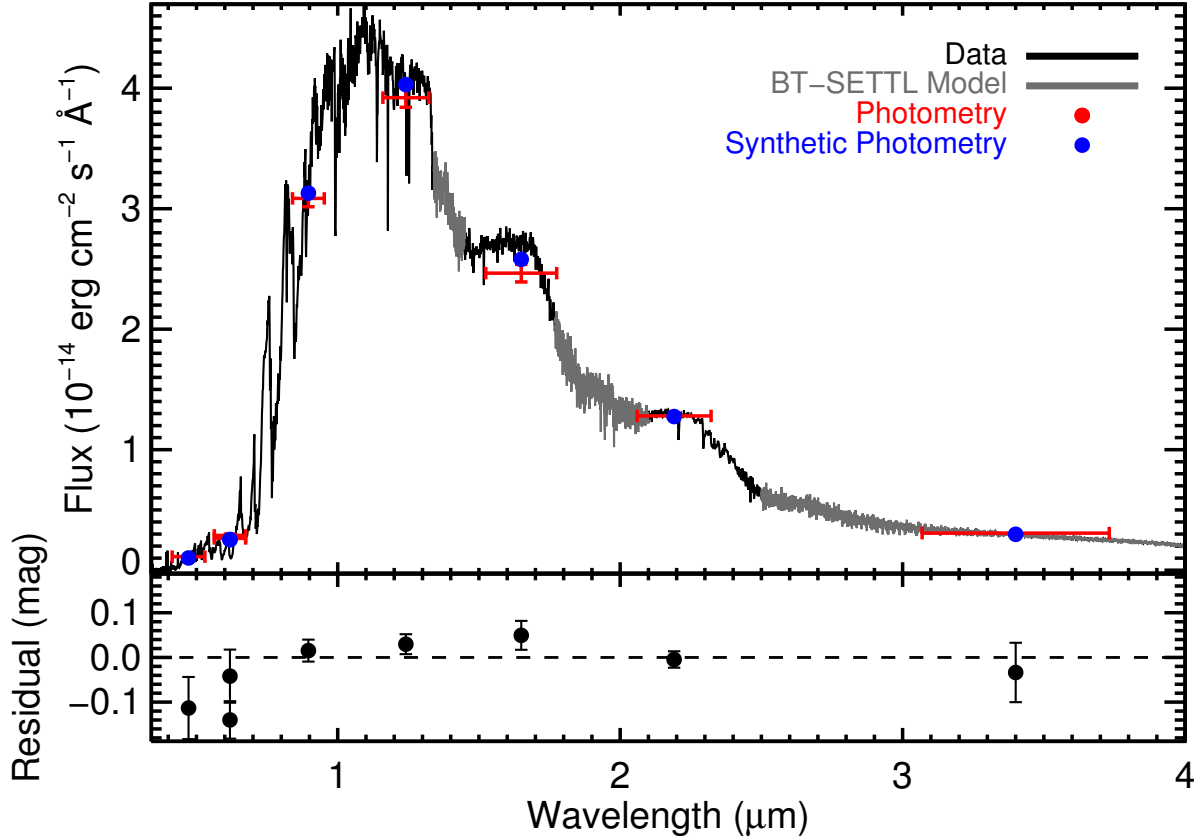 Flux (10−14 erg cm−2 s−1 Å−1)
4
3
2
1
0
Data
BT−SETTL Model
Photometry
Synthetic Photometry
Residual (mag)
0.1
0.0
−0.1
1 2 3 4
Wavelength (μm)